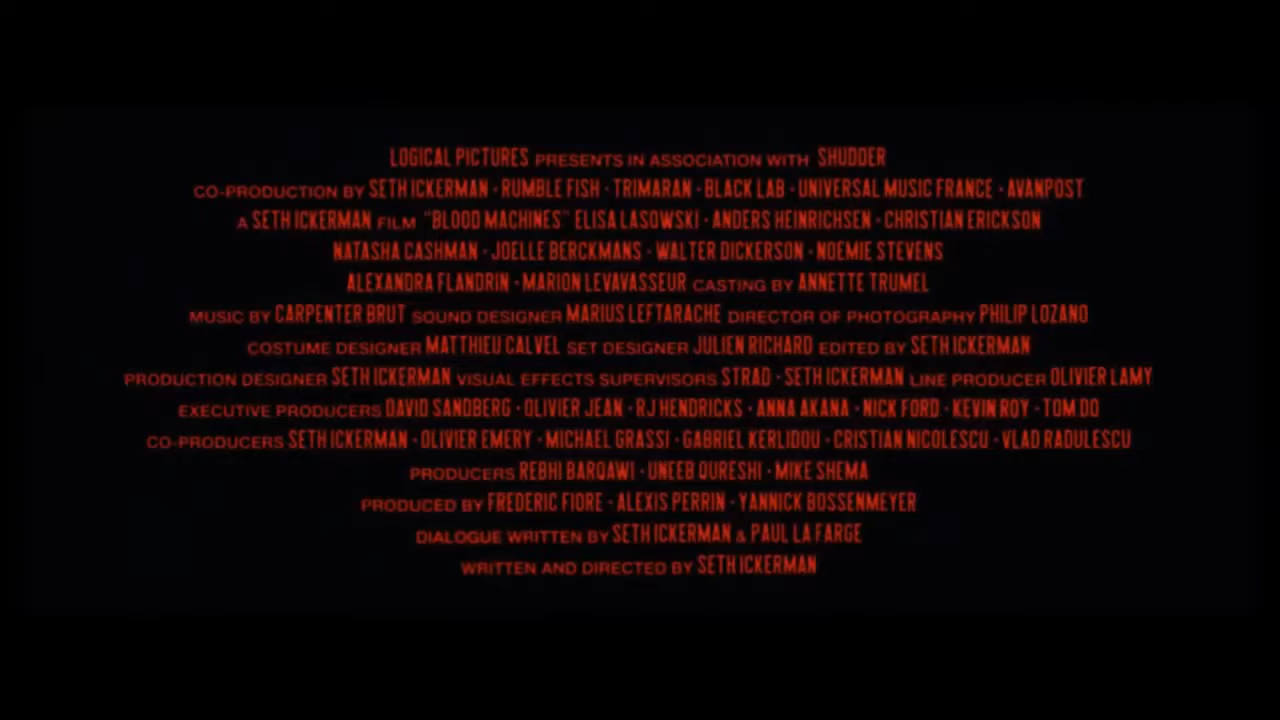 LOGICAL PICTURES PRESENTS IN ASSOCIATION WITH SHUDDER
CO-PRODUCTION BY SETH ICKERMAN · RUMBLE FISH · TRIMARAN · BLACK LAB · UNIVERSAL MUSIC FRANCE · AVANPOST
A SETH ICKERMAN FILM "BLOOD MACHINES" ELISA LASOWSKI · ANDERS HEINRICHSEN · CHRISTIAN ERICKSON
NATASHA CASHMAN · JOELLE BERCKMANS · WALTER DICKERSON · NOEMIE STEVENS
ALEXANDRA FLANDRIN · MARION LEVAVASSEUR CASTING BY ANNETTE TRUMEL
MUSIC BY CARPENTER BRUT SOUND DESIGNER MARIUS LEFTARACHE DIRECTOR OF PHOTOGRAPHY PHILIP LOZANO
COSTUME DESIGNER MATTHIEU CALVEL SET DESIGNER JULIEN RICHARD EDITED BY SETH ICKERMAN
PRODUCTION DESIGNER SETH ICKERMAN VISUAL EFFECTS SUPERVISORS STRAD · SETH ICKERMAN LINE PRODUCER OLIVIER LAMY
EXECUTIVE PRODUCERS DAVID SANDBERG · OLIVIER JEAN · RJ HENDRICKS · ANNA AKANA · NICK FORD · KEVIN ROY · TOM DO
CO-PRODUCERS SETH ICKERMAN · OLIVIER EMERY · MICHAEL GRASSI · GABRIEL KERLIDOU · CRISTIAN NICOLESCU · VLAD RADULESCU
PRODUCERS REBHI BARQAWI · UNEEB QURESHI · MIKE SHEMA
PRODUCED BY FREDERIC FIORE · ALEXIS PERRIN · YANNICK BOSSENMEYER
DIALOGUE WRITTEN BY SETH ICKERMAN & PAUL LA FARGE
WRITTEN AND DIRECTED BY SETH ICKERMAN